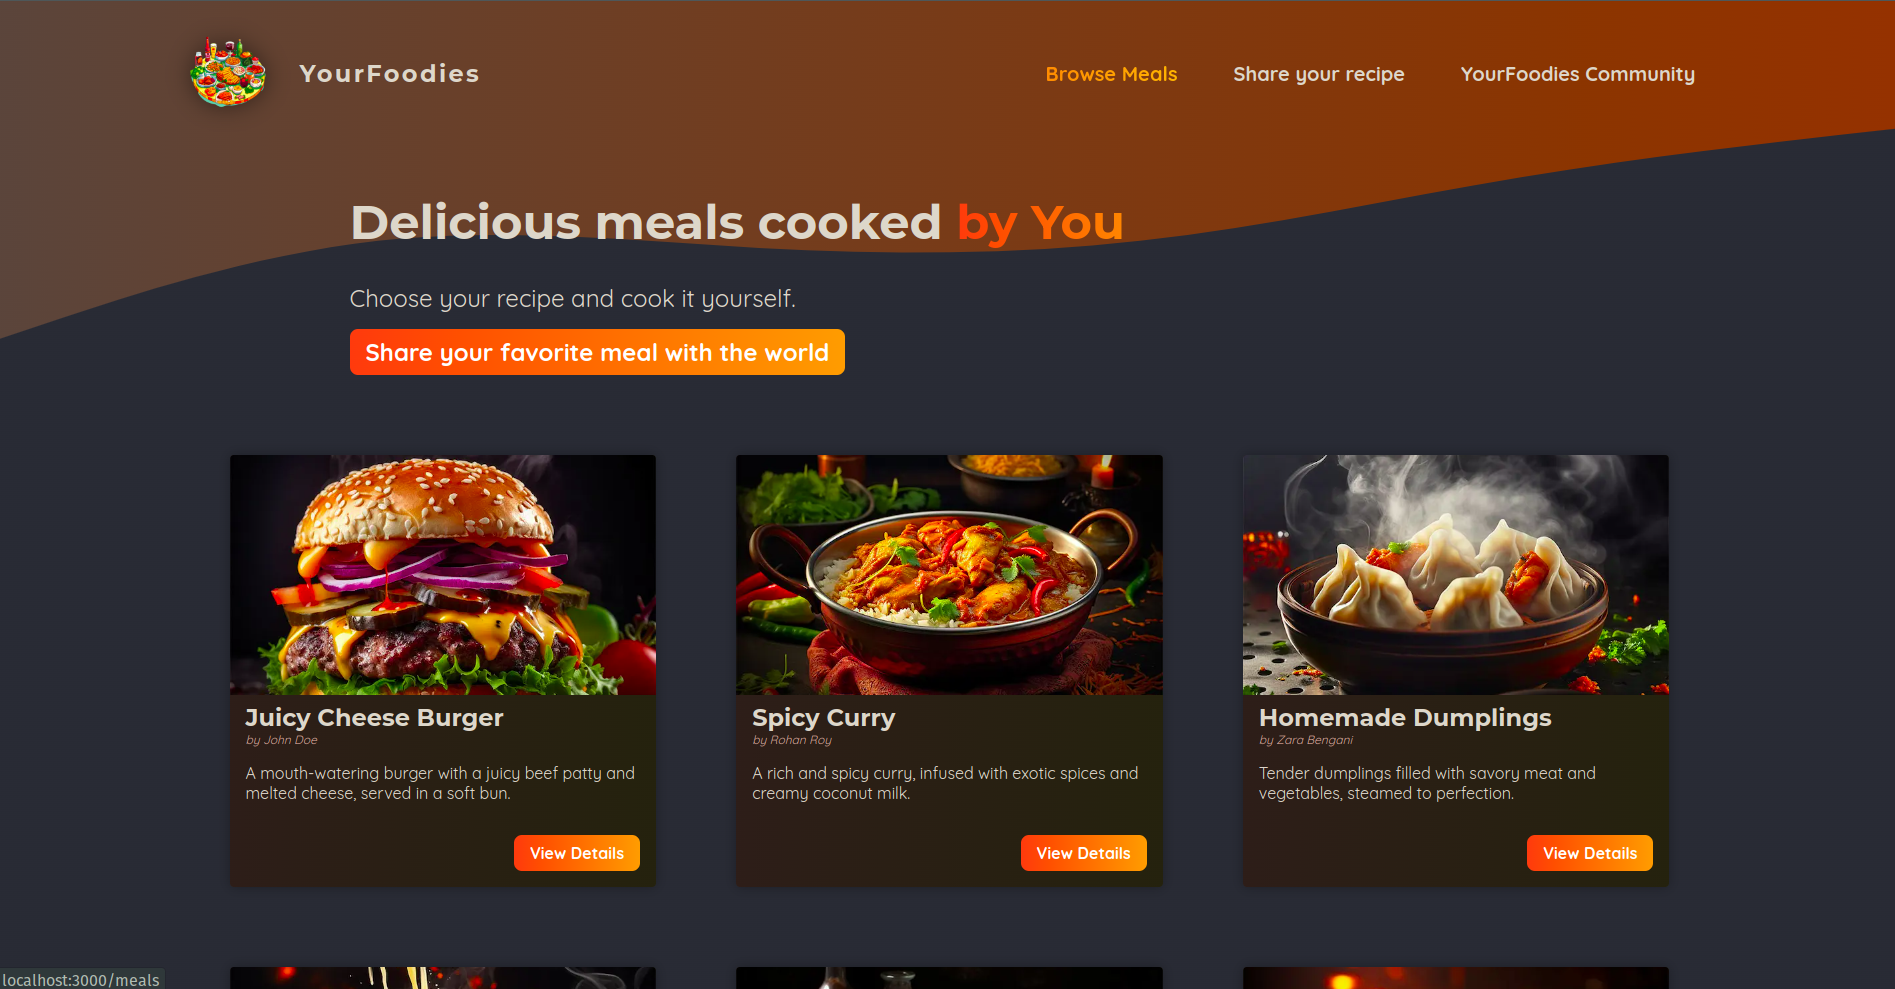 YourFoodies
Browse Meals
Share your recipe
YourFoodies Community
Delicious meals cooked by You
Choose your recipe and cook it yourself.
Share your favorite meal with the world
Juicy Cheese Burger
by John Doe
A mouth-watering burger with a juicy beef patty and
melted cheese, served in a soft bun.
View Details
Spicy Curry
by Rohan Roy
A rich and spicy curry, infused with exotic spices and
creamy coconut milk.
View Details
Homemade Dumplings
by Zara Bengani
Tender dumplings filled with savory meat and
vegetables, steamed to perfection.
View Details
localhost:3000/meals